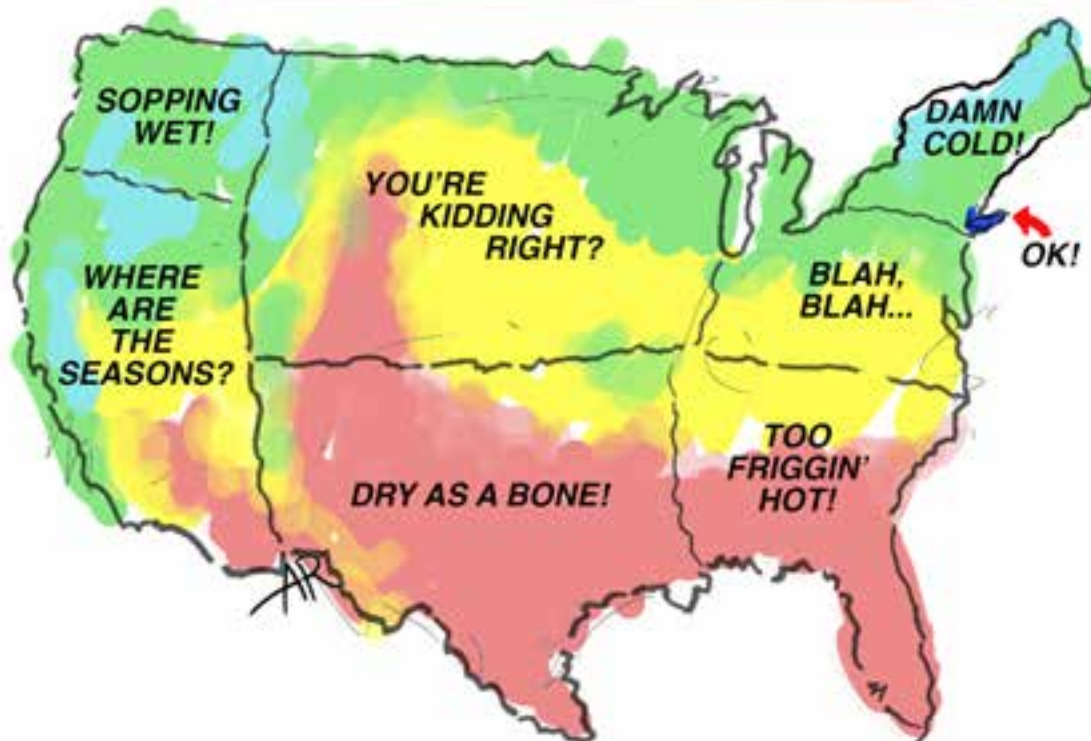 SOPPING
WET!
DAMN
COLD!
YOU'RE
KIDDING
RIGHT?
OK!
WHERE
ARE
THE
SEASONS?
BLAH,
BLAH...
TOO
FRIGGIN'
HOT!
DRY AS A BONE!
AR